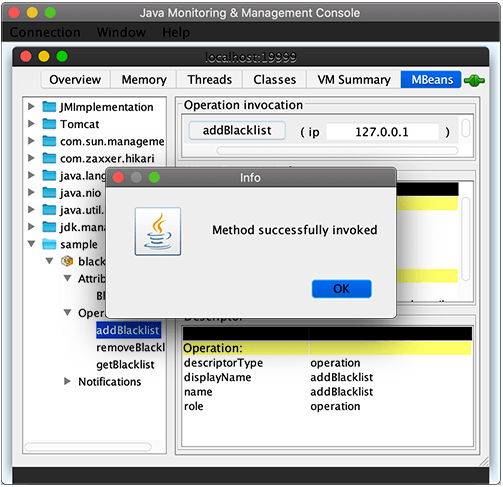 Java Monitoring & Management Console
Connection Window Help
localhost:19999
Overview Memory Threads Classes VM Summary MBeans
JMImplementation
Tomcat
com.sun.manageme
com.zaxxer.hikari
java.lang
java.nio
java.util.
jdk.mana
sample
black
Attrib
Bl
Opera
addBlacklist
removeBlackl
getBlacklist
Notifications
Operation invocation
addBlacklist ( ip 127.0.0.1 )
Info
Method successfully invoked
OK
Descriptor
Operation:
descriptorType operation
displayName addBlacklist
name addBlacklist
role operation